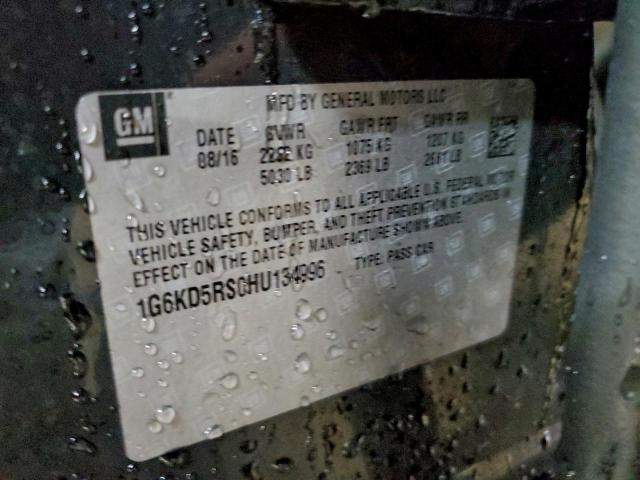 GM
MFD BY GENERAL MOTORS LLC
DATE GVWR GAWR FRT GAWR RR
08/16 2282 KG 1075 KG 1207 KG
5030 LB 2369 LB 2661 LB
THIS VEHICLE CONFORMS TO ALL APPLICABLE U.S. FEDERAL MOTOR
VEHICLE SAFETY, BUMPER, AND THEFT PREVENTION STANDARDS IN
EFFECT ON THE DATE OF MANUFACTURE SHOWN ABOVE.
1G6KD5RS0HU134996 TYPE: PASS CAR